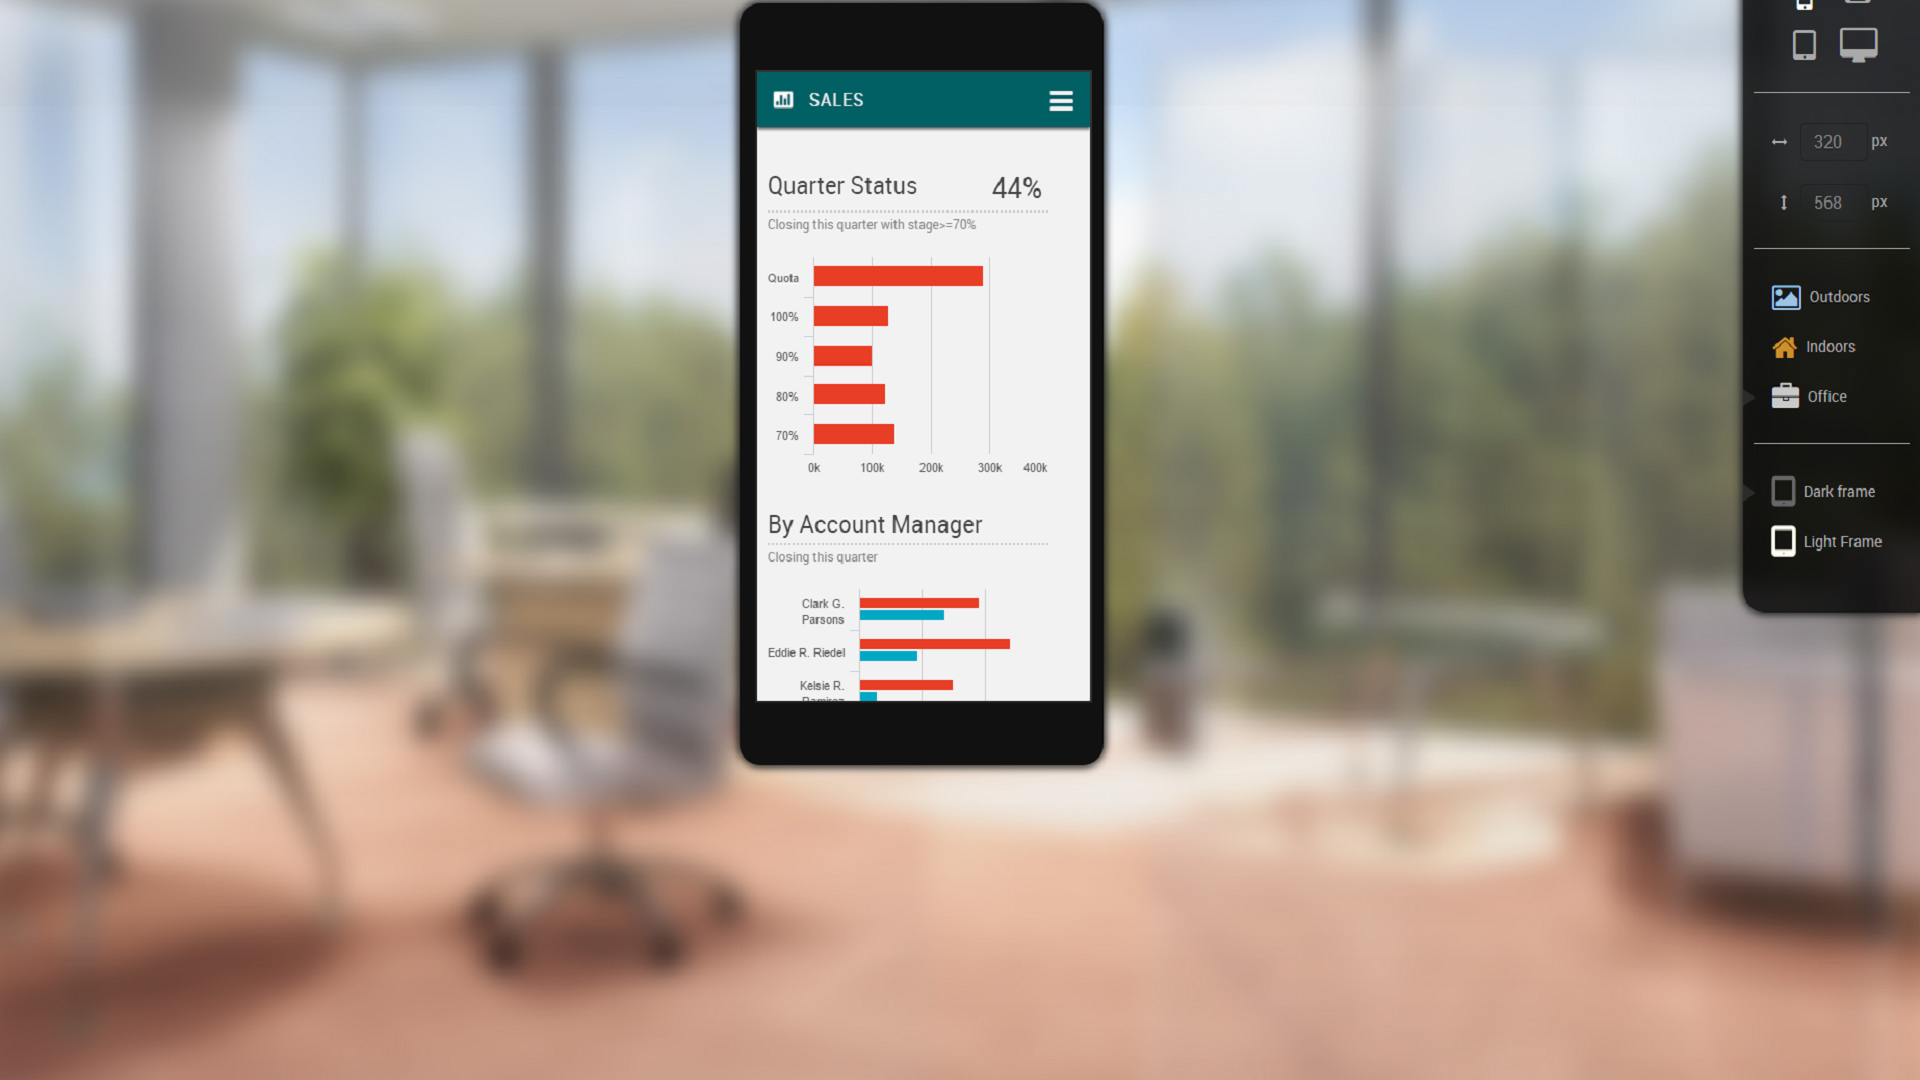 SALES
Quarter Status 44%
Closing this quarter with stage>=70%
Quota
100%
90%
80%
70%
0k 100k 200k 300k 400k
By Account Manager
Closing this quarter
Clark G.
Parsons
Eddie R. Riedel
Kelsie R.
320 px
568 px
Outdoors
Indoors
Office
Dark frame
Light Frame